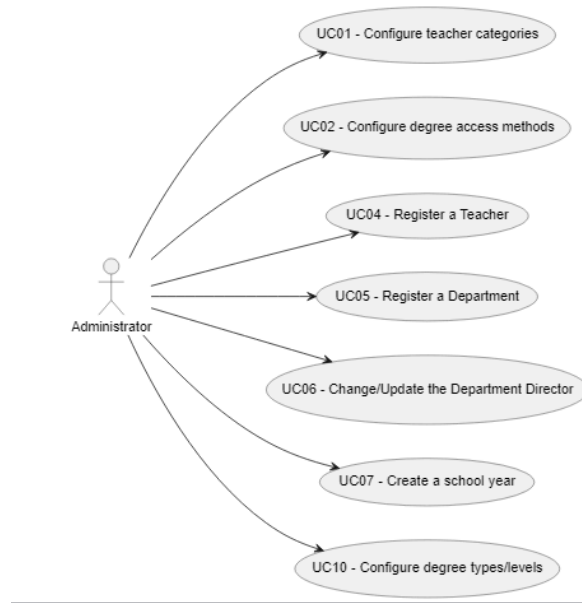 UC01 - Configure teacher categories
UC02 - Configure degree access methods
UC04 - Register a Teacher
UC05 - Register a Department
Administrator
UC06 - Change/Update the Department Director
UC07 - Create a school year
UC10 - Configure degree types/levels